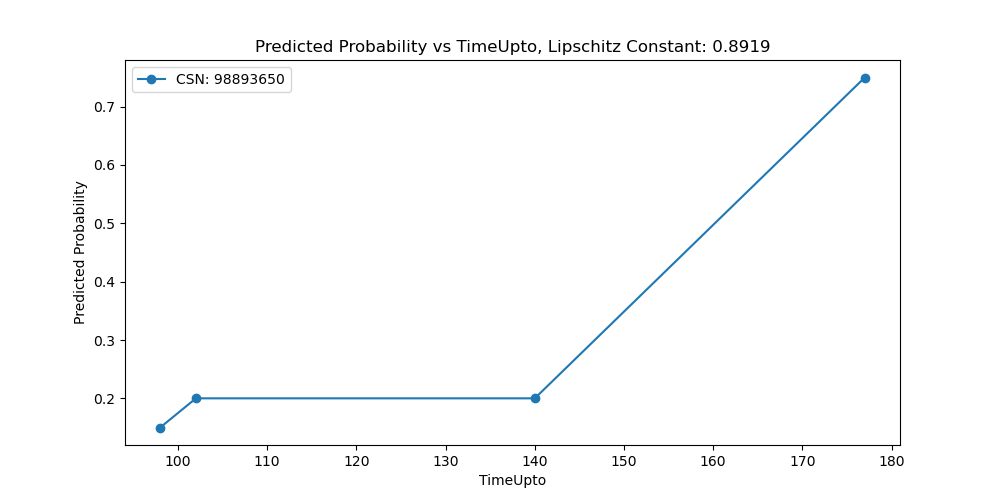 Predicted Probability vs TimeUpto, Lipschitz Constant: 0.8919
CSN: 98893650
Predicted Probability
0.7
0.6
0.5
0.4
0.3
0.2
100 110 120 130 140 150 160 170 180
TimeUpto